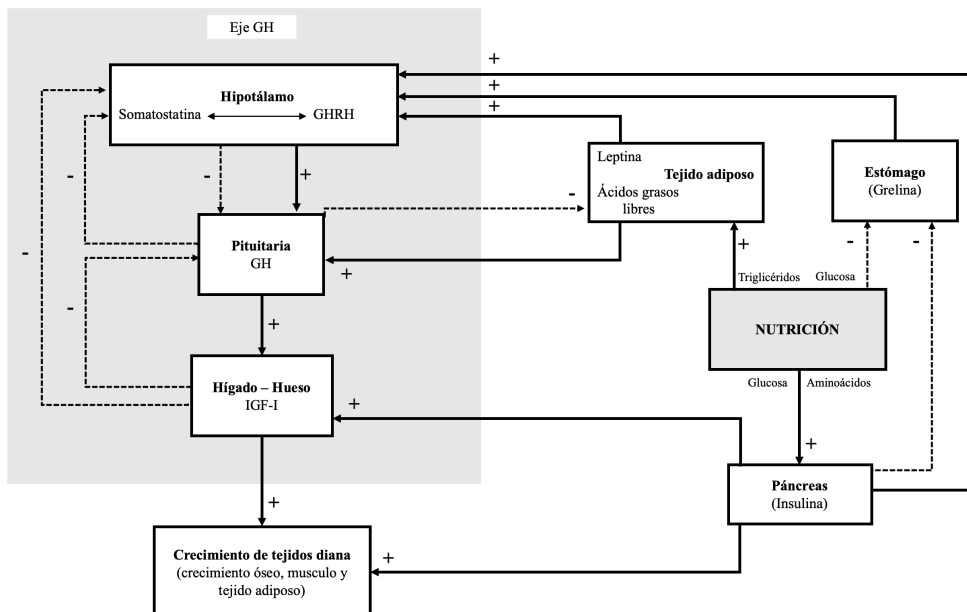 Eje GH
+
+
+
Hipotálamo
Somatostatina GHRH
-
-
-
+
Leptina
Tejido adiposo
Ácidos grasos
libres
-
Estómago
(Grelina)
Pituitaria
GH
+
+
-
-
Triglicéridos Glucosa
-
-
+
NUTRICIÓN
Hígado – Hueso
IGF-I
Glucosa Aminoácidos
+
+
Páncreas
(Insulina)
+
Crecimiento de tejidos diana
(crecimiento óseo, musculo y
tejido adiposo)
+